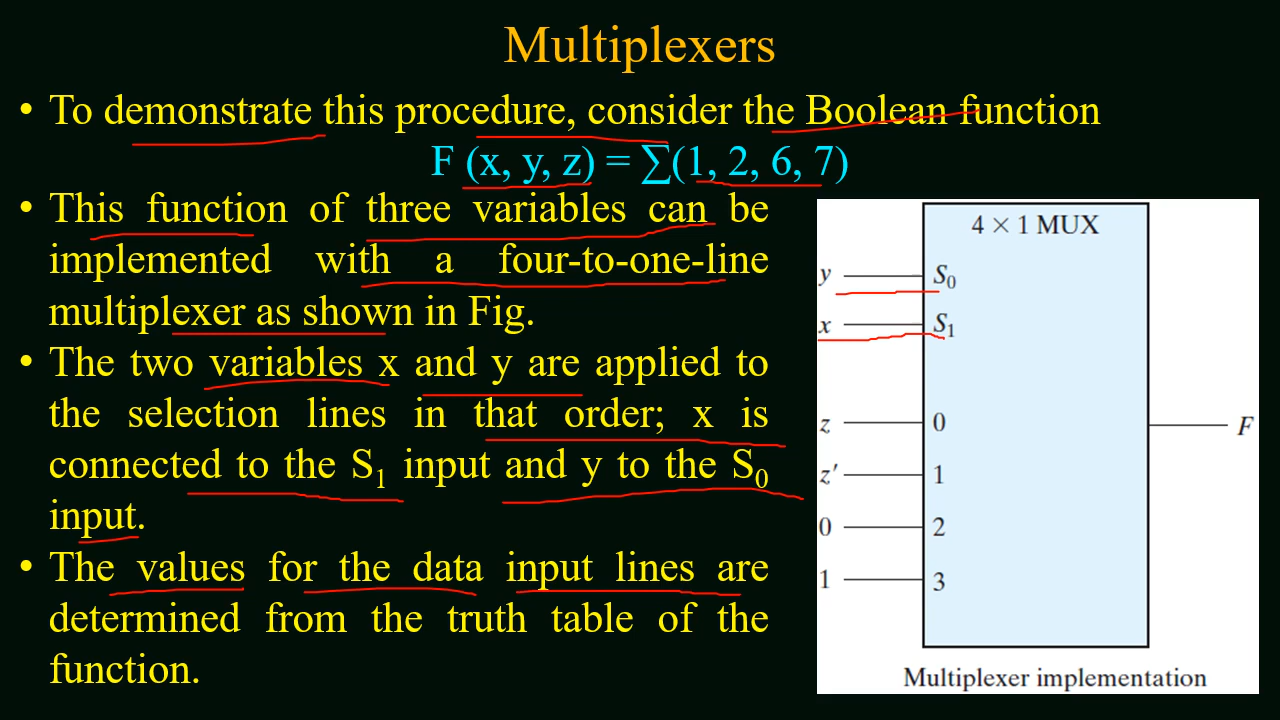 Multiplexers
• To demonstrate this procedure, consider the Boolean function
F (x, y, z) = ∑(1, 2, 6, 7)
• This function of three variables can be
implemented with a four-to-one-line
multiplexer as shown in Fig.
• The two variables x and y are applied to
the selection lines in that order; x is
connected to the S₁ input and y to the S₀
input.
• The values for the data input lines are
determined from the truth table of the
function.
4 × 1 MUX
y S₀
x S₁
z 0
F
z′ 1
0 2
1 3
Multiplexer implementation